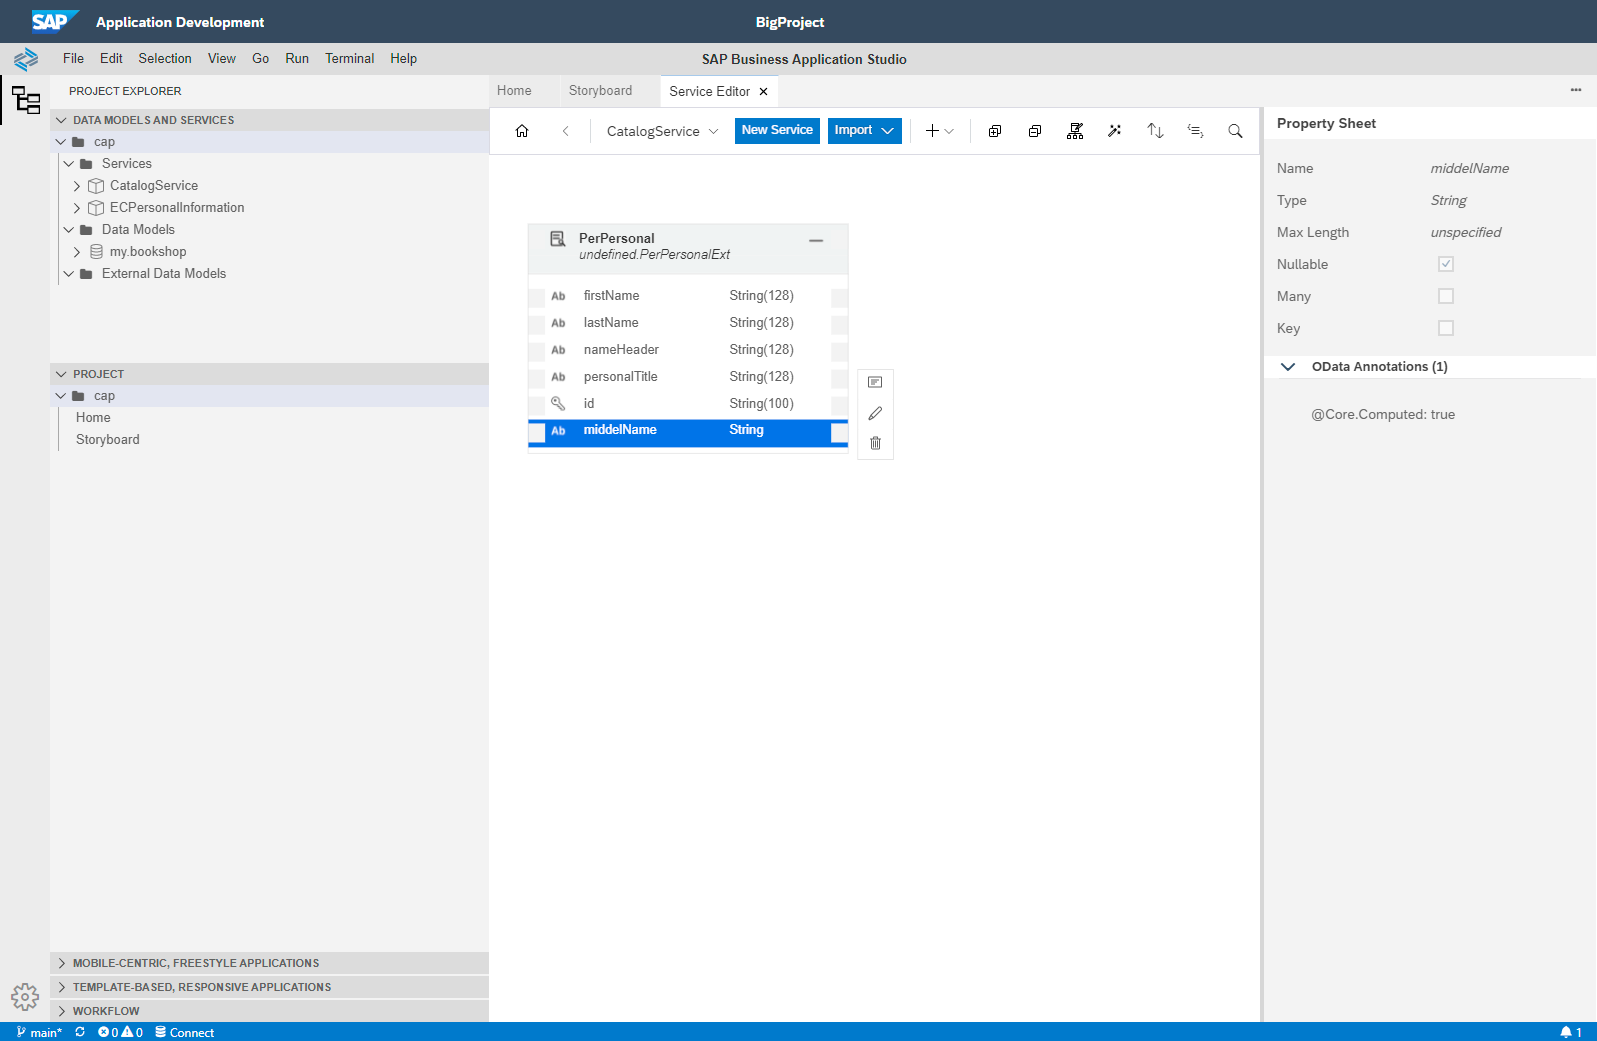 SAP Application Development BigProject
File Edit Selection View Go Run Terminal Help SAP Business Application Studio
PROJECT EXPLORER
DATA MODELS AND SERVICES
cap
Services
CatalogService
ECPersonalInformation
Data Models
my.bookshop
External Data Models
PROJECT
cap
Home
Storyboard
MOBILE-CENTRIC, FREESTYLE APPLICATIONS
TEMPLATE-BASED, RESPONSIVE APPLICATIONS
WORKFLOW
Home Storyboard Service Editor
CatalogService New Service Import
PerPersonal
undefined.PerPersonalExt
Ab firstName String(128)
Ab lastName String(128)
Ab nameHeader String(128)
Ab personalTitle String(128)
id String(100)
Ab middelName String
Property Sheet
Name middelName
Type String
Max Length unspecified
Nullable
Many
Key
OData Annotations (1)
@Core.Computed: true
main* 0 0 Connect 1